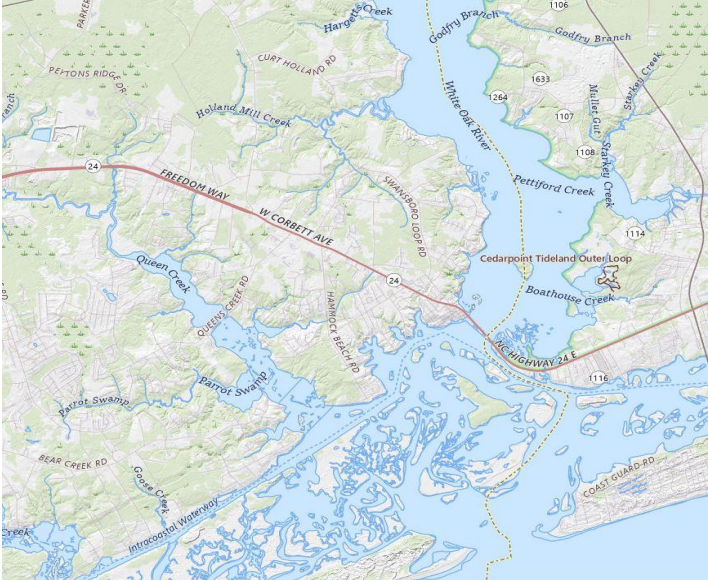 PARKER
Hargetts Creek
Godfry Branch
1106
Godfry Branch
CURT HOLLAND RD
PEYTONS RIDGE DR
1633
Starkey Creek
White Oak River
1264
Mullet Gut
Holland Mill Creek
1107
1108
Starkey Creek
24
FREEDOM WAY
SWANSBORO LOOP RD
Pettiford Creek
W CORBETT AVE
1114
Queen Creek
Cedarpoint Tideland Outer Loop
24
QUEENS CREEK RD
HAMMOCK BEACH RD
Boathouse Creek
NC HIGHWAY 24 E
1116
Parrot Swamp
Parrot Swamp
BEAR CREEK RD
Goose Creek
COAST GUARD RD
Intracoastal Waterway
Creek